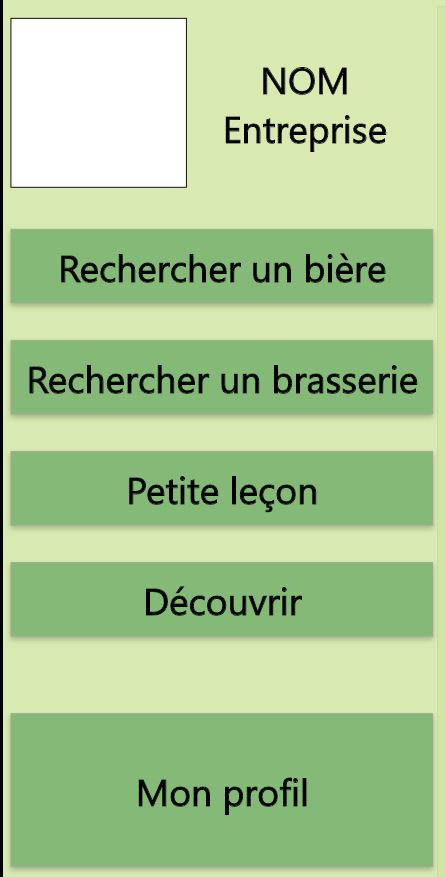 NOM
Entreprise
Rechercher un bière
Rechercher un brasserie
Petite leçon
Découvrir
Mon profil